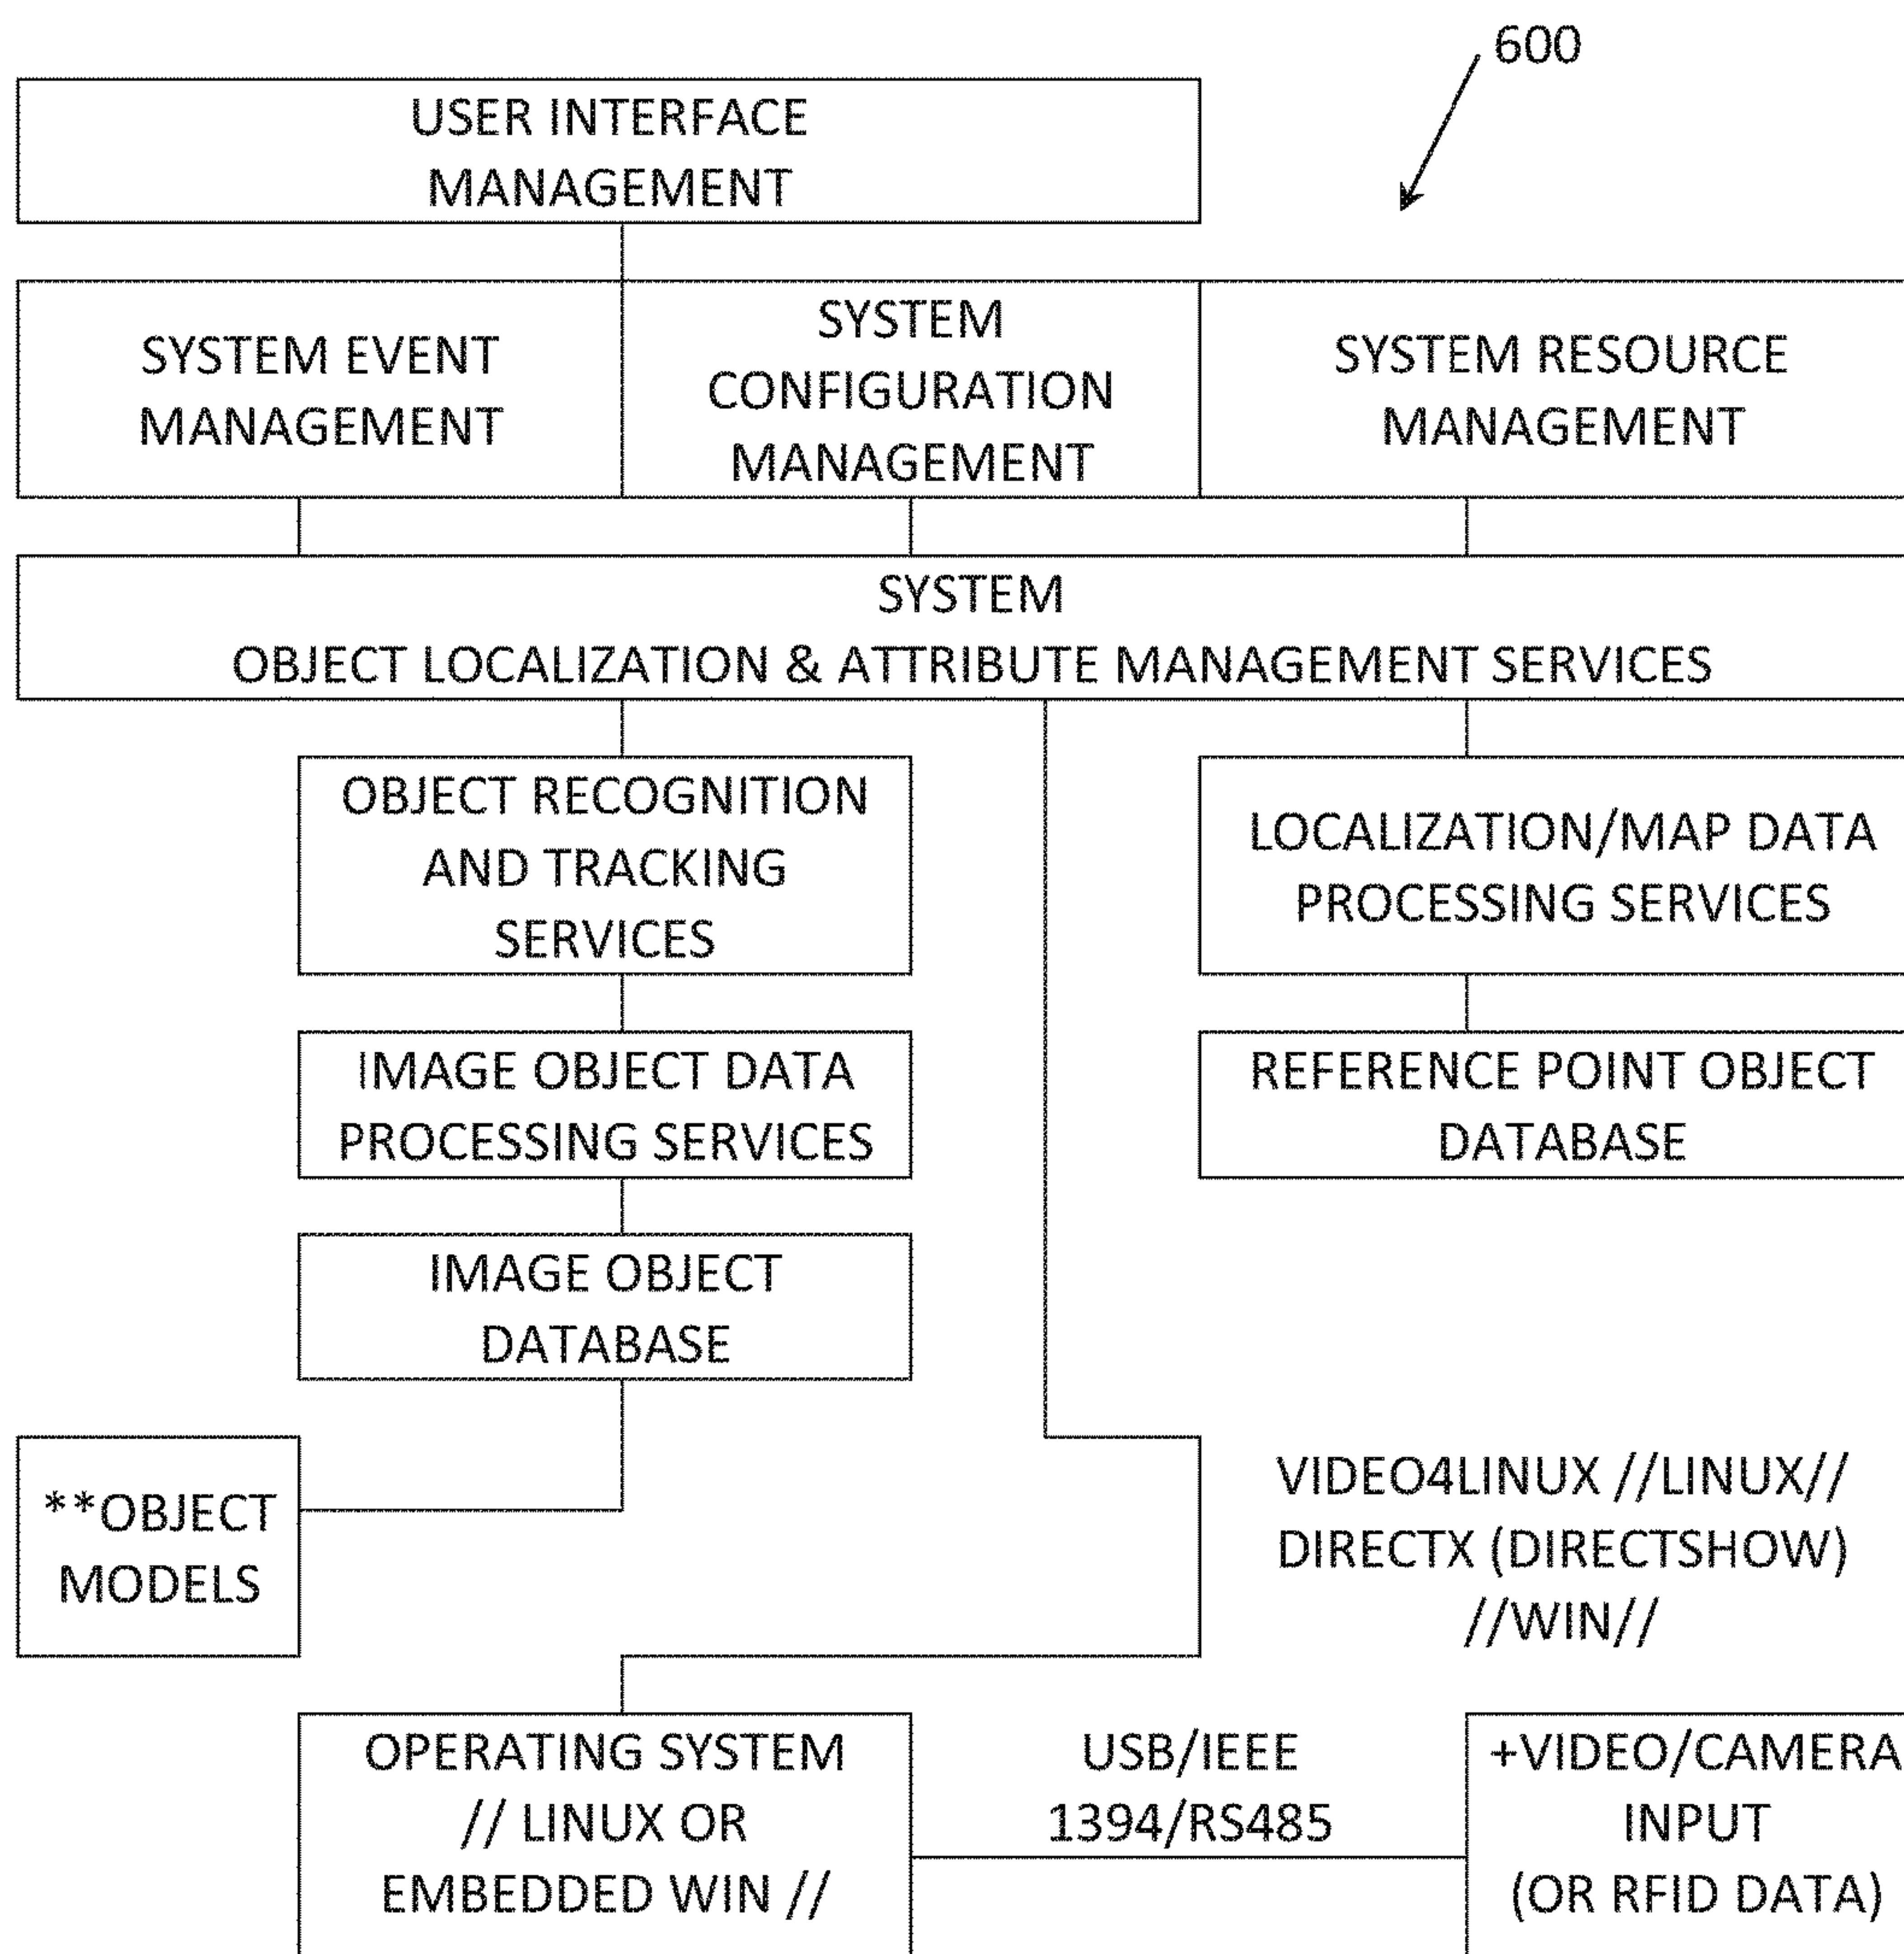 600
USER INTERFACE
MANAGEMENT
SYSTEM EVENT
MANAGEMENT
SYSTEM
CONFIGURATION
MANAGEMENT
SYSTEM RESOURCE
MANAGEMENT
SYSTEM
OBJECT LOCALIZATION & ATTRIBUTE MANAGEMENT SERVICES
OBJECT RECOGNITION
AND TRACKING
SERVICES
LOCALIZATION/MAP DATA
PROCESSING SERVICES
IMAGE OBJECT DATA
PROCESSING SERVICES
REFERENCE POINT OBJECT
DATABASE
IMAGE OBJECT
DATABASE
**OBJECT
MODELS
VIDEO4LINUX //LINUX//
DIRECTX (DIRECTSHOW)
//WIN//
OPERATING SYSTEM
// LINUX OR
EMBEDDED WIN //
USB/IEEE
1394/RS485
+VIDEO/CAMERA
INPUT
(OR RFID DATA)